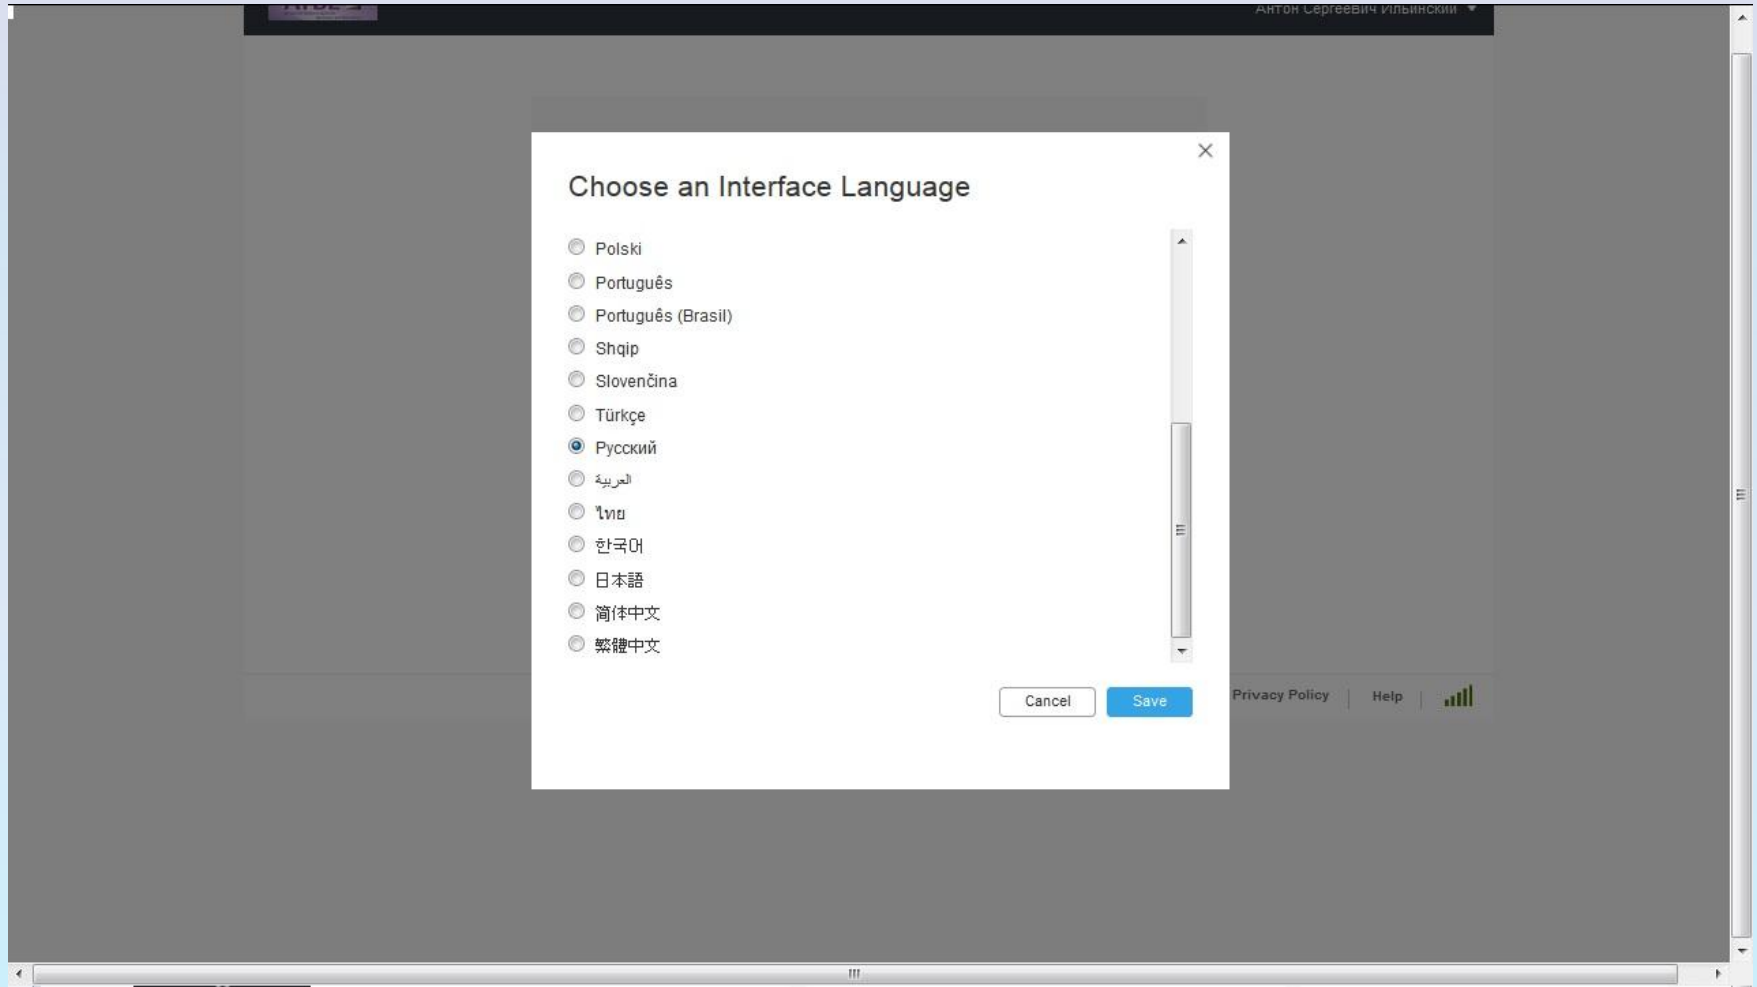 Антон Сергеевич Ильинский
Choose an Interface Language
Polski
Português
Português (Brasil)
Shqip
Slovenčina
Türkçe
Русский
العربية
ไทย
한국어
日本語
简体中文
繁體中文
Cancel
Save
Privacy Policy
Help